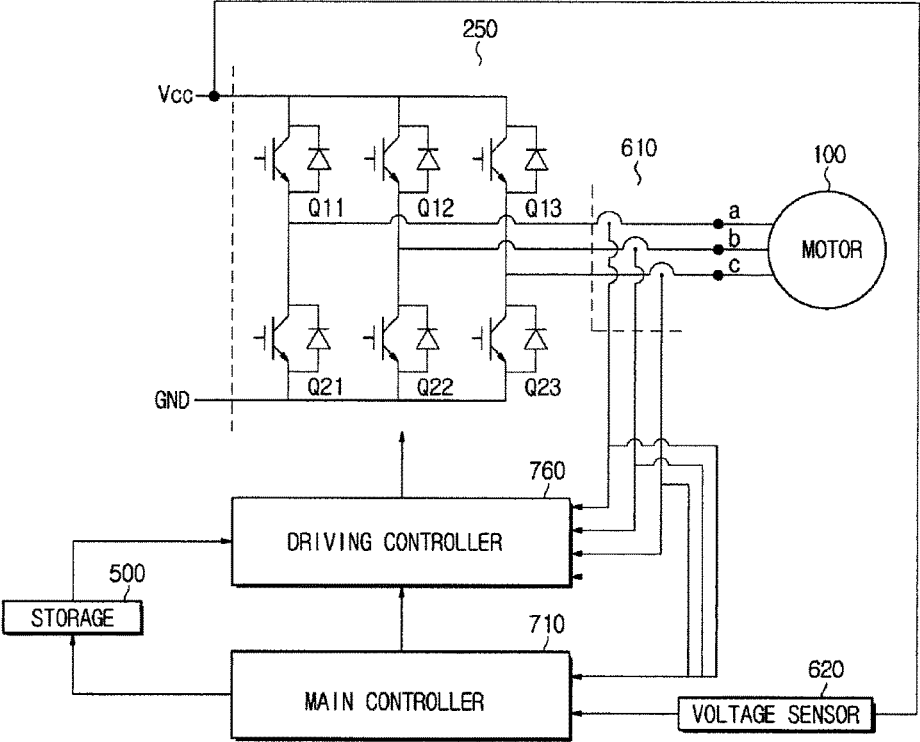 250
Vcc
610
100
Q11
Q12
Q13
a
b
c
MOTOR
Q21
Q22
Q23
GND
760
DRIVING CONTROLLER
500
STORAGE
710
MAIN CONTROLLER
620
VOLTAGE SENSOR